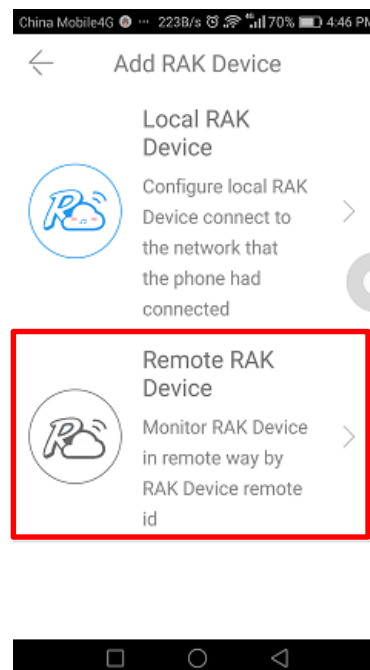 China Mobile4G ... 223B/s 4G 70% 4:46 PM
Add RAK Device
Local RAK
Device
Configure local RAK
Device connect to
the network that
the phone had
connected
Remote RAK
Device
Monitor RAK Device
in remote way by
RAK Device remote
id